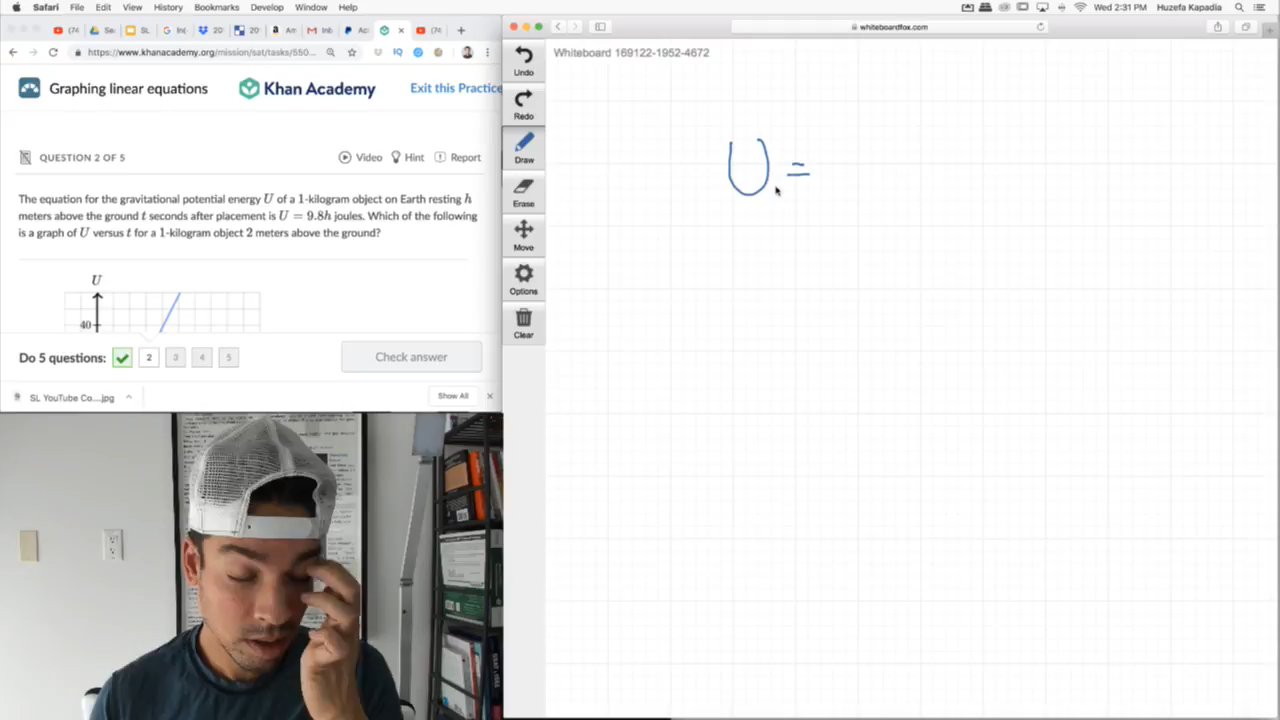 Safari File Edit View History Bookmarks Develop Window Help Wed 2:31 PM Huzefa Kapadia
https://www.khanacademy.org/mission/sat/tasks/550...
whiteboardfox.com
Whiteboard 169122-1952-4672
Graphing linear equations Khan Academy Exit this Practice
QUESTION 2 OF 5 Video Hint Report
The equation for the gravitational potential energy U of a 1-kilogram object on Earth resting h
meters above the ground t seconds after placement is U = 9.8h joules. Which of the following
is a graph of U versus t for a 1-kilogram object 2 meters above the ground?
U
40
Do 5 questions: 2 3 4 5 Check answer
SL YouTube Co....jpg Show All
Undo
Redo
Draw
Erase
Move
Options
Clear
U =